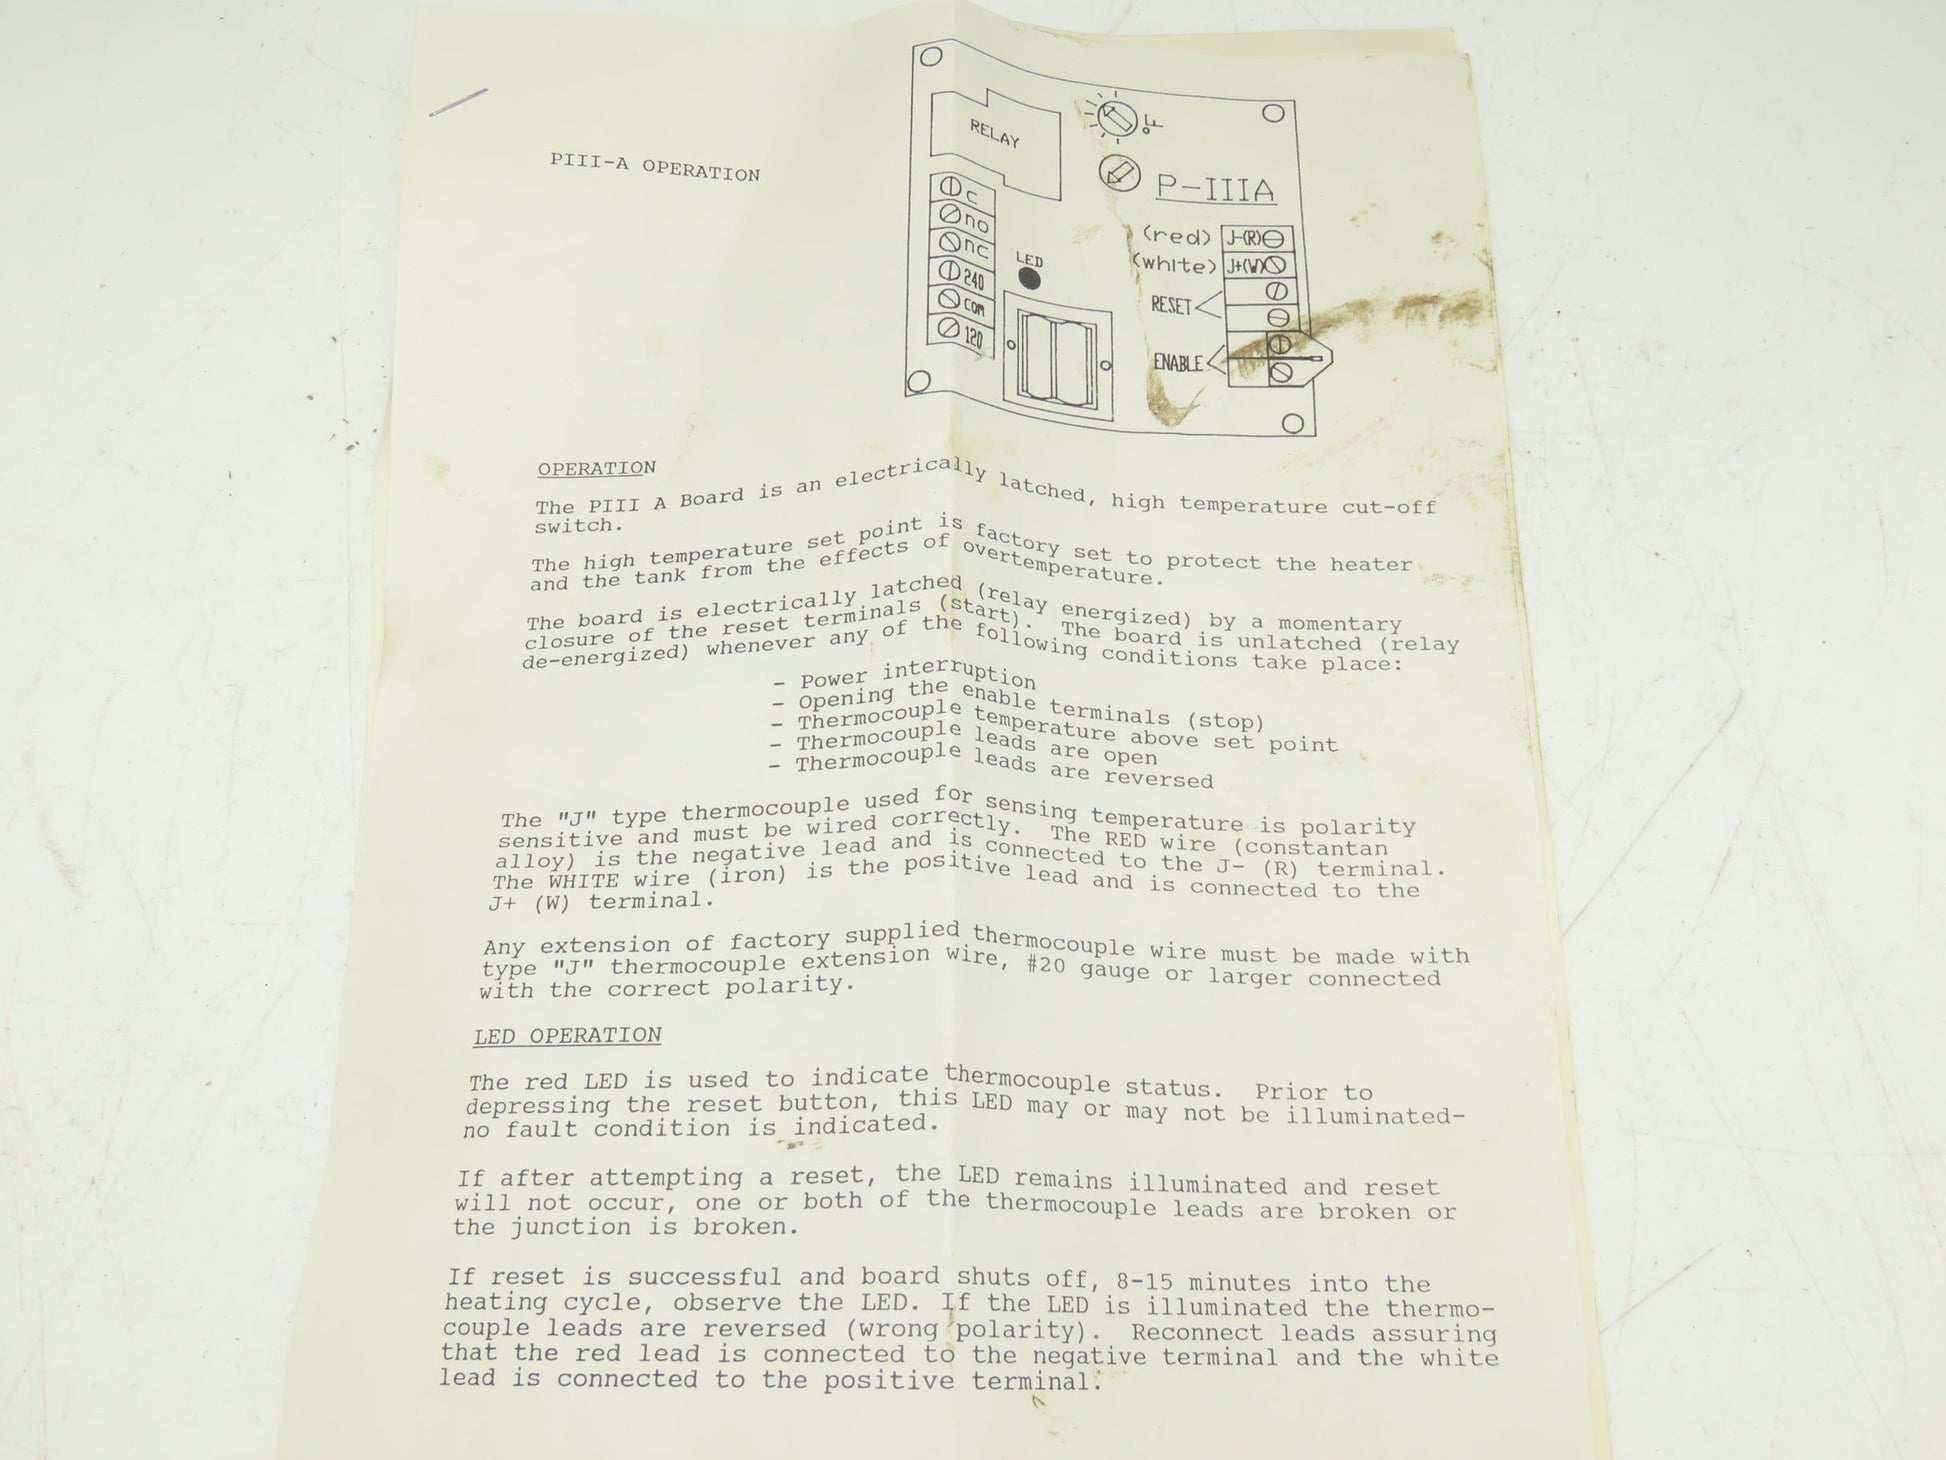 PIII-A OPERATION
RELAY
°F
P-IIIA
c
no
nc
240
com
120
LED
(red) J-(R)
(white) J+(W)
RESET
ENABLE
OPERATION
The PIII A Board is an electrically latched, high temperature cut-off
switch.
The high temperature set point is factory set to protect the heater
and the tank from the effects of overtemperature.
The board is electrically latched (relay energized) by a momentary
closure of the reset terminals (start). The board is unlatched (relay
de-energized) whenever any of the following conditions take place:
- Power interruption
- Opening the enable terminals (stop)
- Thermocouple temperature above set point
- Thermocouple leads are open
- Thermocouple leads are reversed
The "J" type thermocouple used for sensing temperature is polarity
sensitive and must be wired correctly. The RED wire (constantan
alloy) is the negative lead and is connected to the J- (R) terminal.
The WHITE wire (iron) is the positive lead and is connected to the
J+ (W) terminal.
Any extension of factory supplied thermocouple wire must be made with
type "J" thermocouple extension wire, #20 gauge or larger connected
with the correct polarity.
LED OPERATION
The red LED is used to indicate thermocouple status. Prior to
depressing the reset button, this LED may or may not be illuminated-
no fault condition is indicated.
If after attempting a reset, the LED remains illuminated and reset
will not occur, one or both of the thermocouple leads are broken or
the junction is broken.
If reset is successful and board shuts off, 8-15 minutes into the
heating cycle, observe the LED. If the LED is illuminated the thermo-
couple leads are reversed (wrong polarity). Reconnect leads assuring
that the red lead is connected to the negative terminal and the white
lead is connected to the positive terminal.